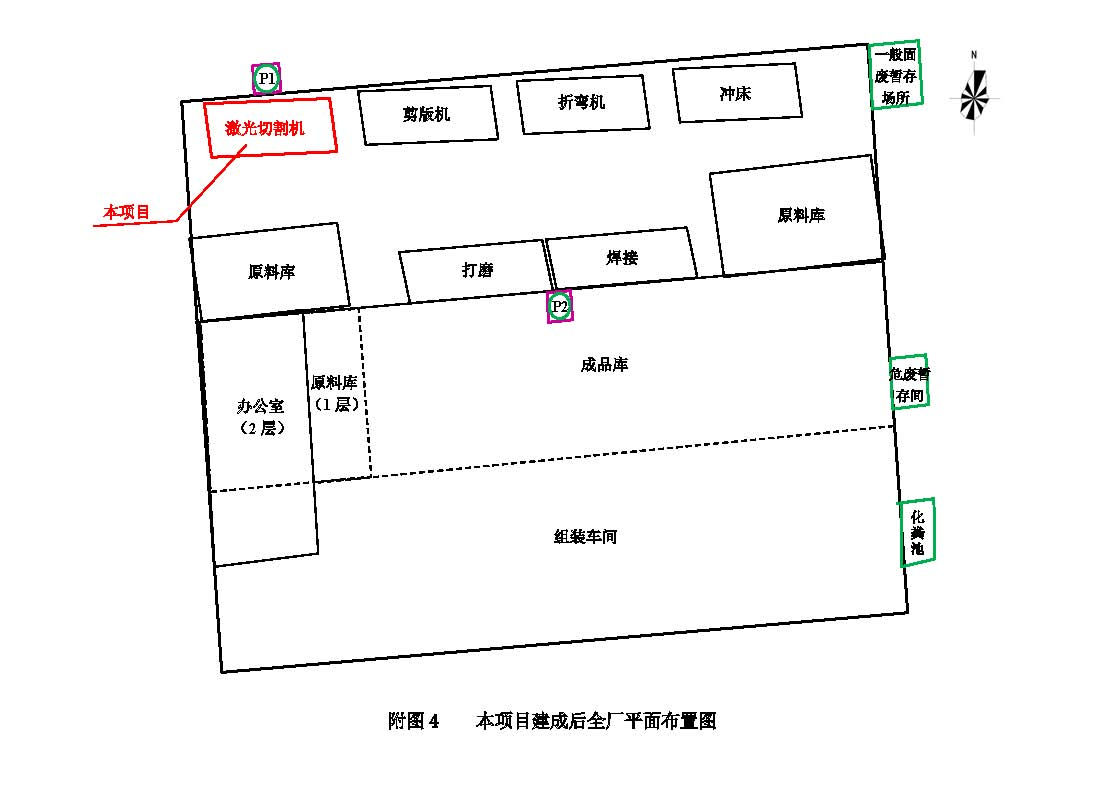 N
P1
一般固
废暂存
场所
激光切割机
剪版机
折弯机
冲床
本项目
原料库
打磨
焊接
原料库
P2
成品库
办公室
（2 层）
原料库
（1 层）
危废暂
存间
组装车间
化
粪
池
附图 4 本项目建成后全厂平面布置图